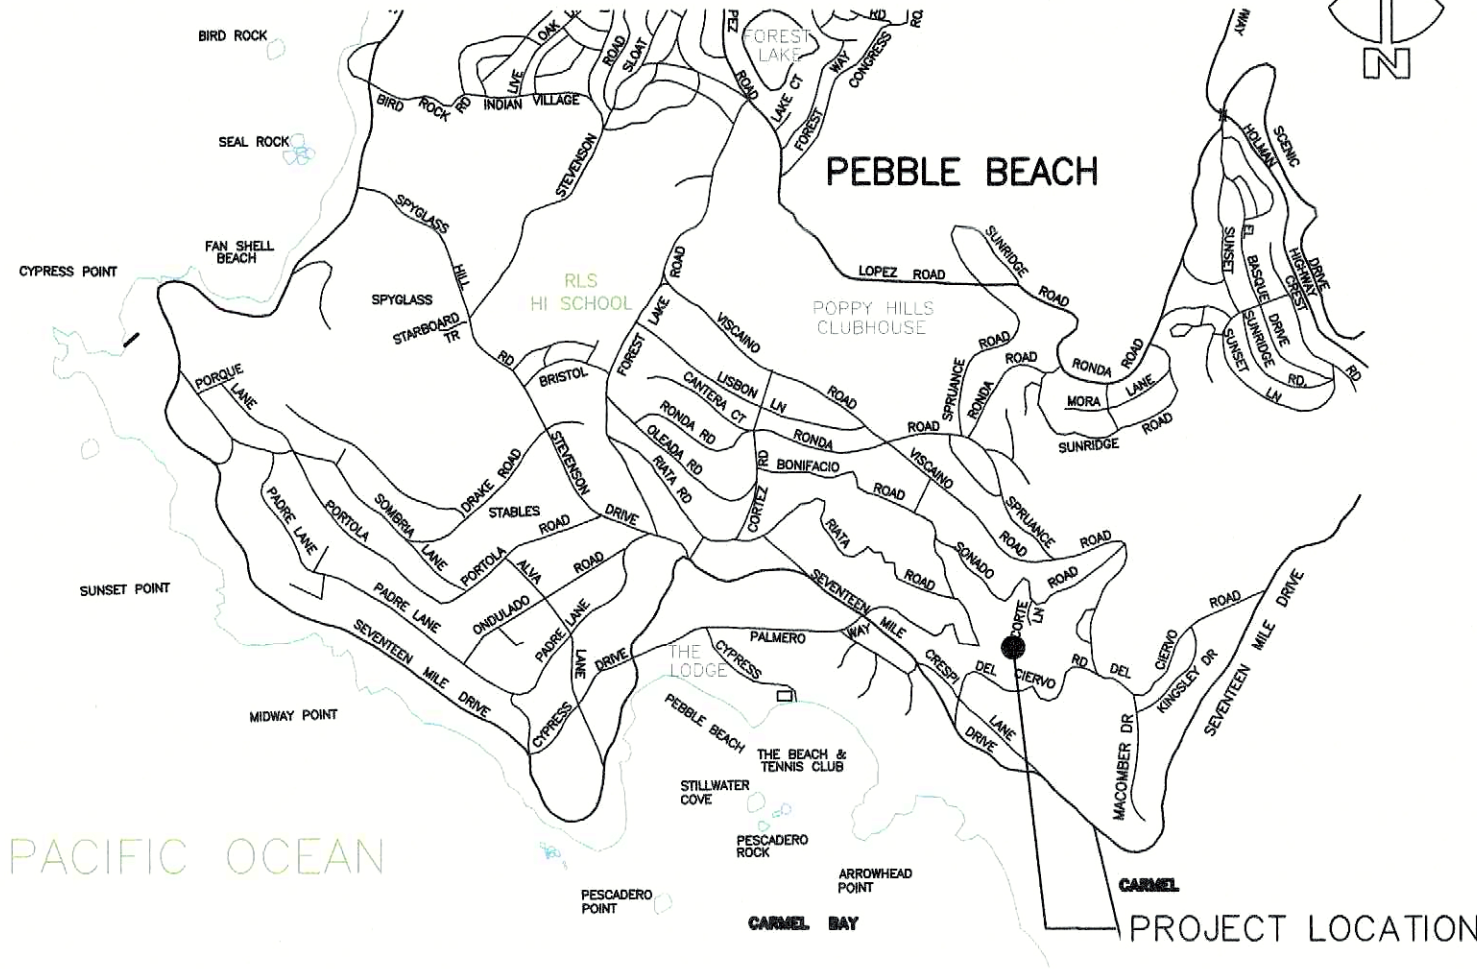 BIRD ROCK
OAK
LIVE
ROAD
SLOAT
PEZ
ROAD
FOREST
LAKE
LAKE CT
WAY
FOREST
CONGRESS
RD
RD.
WAY
N
BIRD ROCK RD
INDIAN VILLAGE
SEAL ROCK
STEVENSON
PEBBLE BEACH
HOLMAN
HIGHWAY
SCENIC
DRIVE
SPYGLASS
HILL
RD
FAN SHELL
BEACH
CYPRESS POINT
SPYGLASS
STARBOARD
TR
RLS
HI SCHOOL
FOREST LAKE ROAD
LOPEZ ROAD
SUNRIDGE
ROAD
POPPY HILLS
CLUBHOUSE
SUNSET
EL
BASQUE
DRIVE
CREST
RD
SUNRIDGE
RD.
SUNSET
LN
VISCAINO
ROAD
LISBON
LN
CANTERA CT
RONDA RD
OLEADA RD
RIATA RD
BRISTOL
SPRUANCE
ROAD
RONDA
ROAD
RONDA
ROAD
MORA
LANE
SUNRIDGE
ROAD
PORQUE
LANE
RONDA
ROAD
BONIFACIO
ROAD
CORTEZ
RD
VISCAINO
ROAD
SPRUANCE
ROAD
STEVENSON
DRIVE
DRAKE ROAD
STABLES
SOMBRIA
LANE
PORTOLA
PORTOLA
ROAD
PADRE LANE
ALVA
LANE
ONDULADO
ROAD
PADRE LANE
PADRE LANE
RIATA
ROAD
SONADO
ROAD
CORTE
LN
SEVENTEEN
MILE
DRIVE
SUNSET POINT
SEVENTEEN MILE DRIVE
CYPRESS
DRIVE
PALMERO
WAY
THE
LODGE
CYPRESS
CRESPI
LANE
DEL CIERVO
RD.
DEL
CIERVO
ROAD
KINGSLEY DR
MACOMBER DR
SEVENTEEN MILE DRIVE
MIDWAY POINT
PEBBLE BEACH
THE BEACH &
TENNIS CLUB
STILLWATER
COVE
PESCADERO
ROCK
PACIFIC OCEAN
PESCADERO
POINT
ARROWHEAD
POINT
CARMEL BAY
CARMEL
PROJECT LOCATION